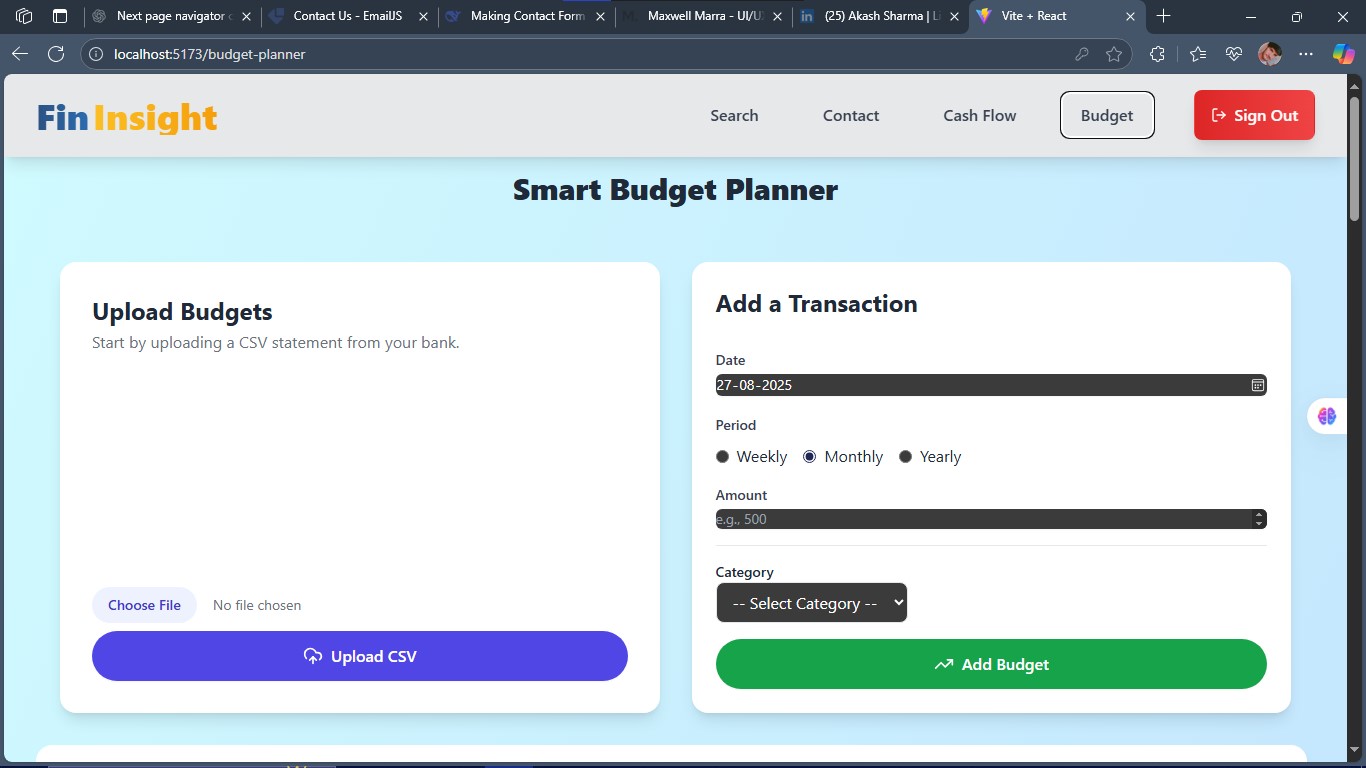 Next page navigator
Contact Us - EmailJS
Making Contact Form
Maxwell Marra - UI/UX
(25) Akash Sharma | Li
Vite + React
localhost:5173/budget-planner
Fin Insight
Search
Contact
Cash Flow
Budget
Sign Out
Smart Budget Planner
Upload Budgets
Start by uploading a CSV statement from your bank.
Choose File No file chosen
Upload CSV
Add a Transaction
Date
27-08-2025
Period
Weekly Monthly Yearly
Amount
e.g., 500
Category
-- Select Category --
Add Budget